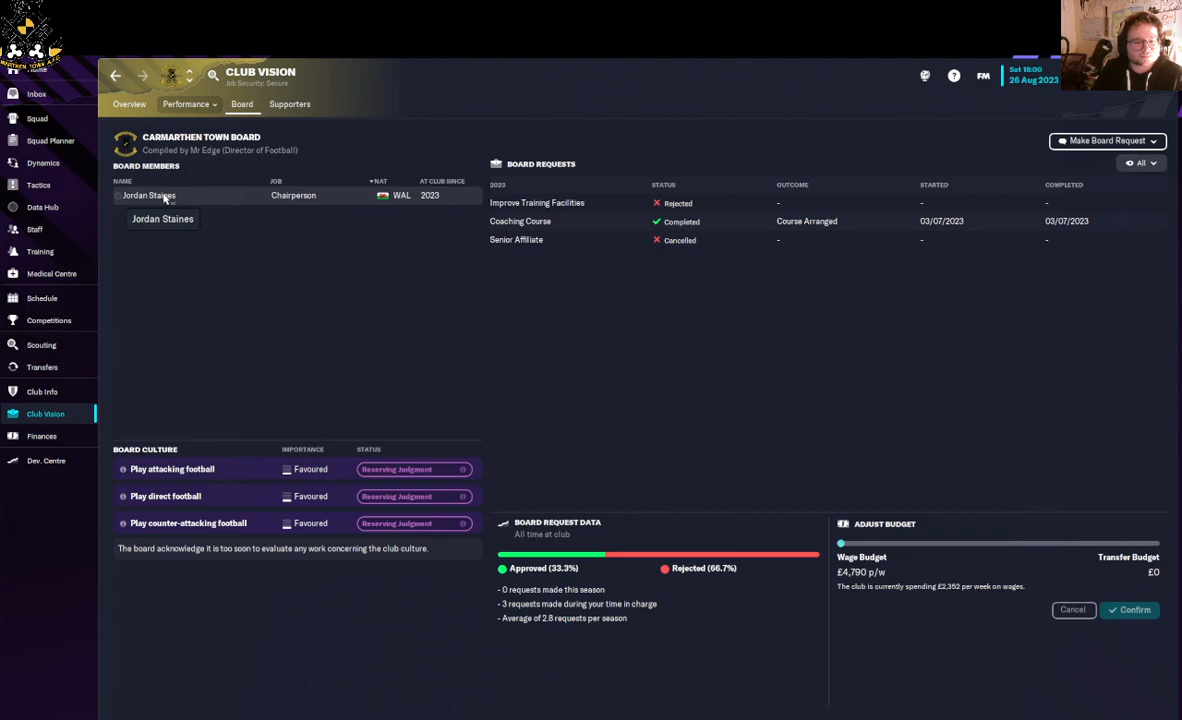 MARTHEN TOWN A.F.C
Home
Inbox
Squad
Squad Planner
Dynamics
Tactics
Data Hub
Staff
Training
Medical Centre
Schedule
Competitions
Scouting
Transfers
Club Info
Club Vision
Finances
Dev. Centre
CLUB VISION
Job Security: Secure
FM
Sat 18:00
26 Aug 2023
Overview
Performance
Board
Supporters
CARMARTHEN TOWN BOARD
Compiled by Mr Edge (Director of Football)
Make Board Request
All
BOARD MEMBERS
NAME JOB NAT AT CLUB SINCE
Jordan Staines Chairperson WAL 2023
Jordan Staines
BOARD REQUESTS
2023 STATUS OUTCOME STARTED COMPLETED
Improve Training Facilities Rejected - - -
Coaching Course Completed Course Arranged 03/07/2023 03/07/2023
Senior Affiliate Cancelled - - -
BOARD CULTURE IMPORTANCE STATUS
Play attacking football Favoured Reserving Judgment
Play direct football Favoured Reserving Judgment
Play counter-attacking football Favoured Reserving Judgment
The board acknowledge it is too soon to evaluate any work concerning the club culture.
BOARD REQUEST DATA
All time at club
Approved (33.3%) Rejected (66.7%)
- 0 requests made this season
- 3 requests made during your time in charge
- Average of 2.8 requests per season
ADJUST BUDGET
Wage Budget Transfer Budget
£4,790 p/w £0
The club is currently spending £2,352 per week on wages.
Cancel Confirm